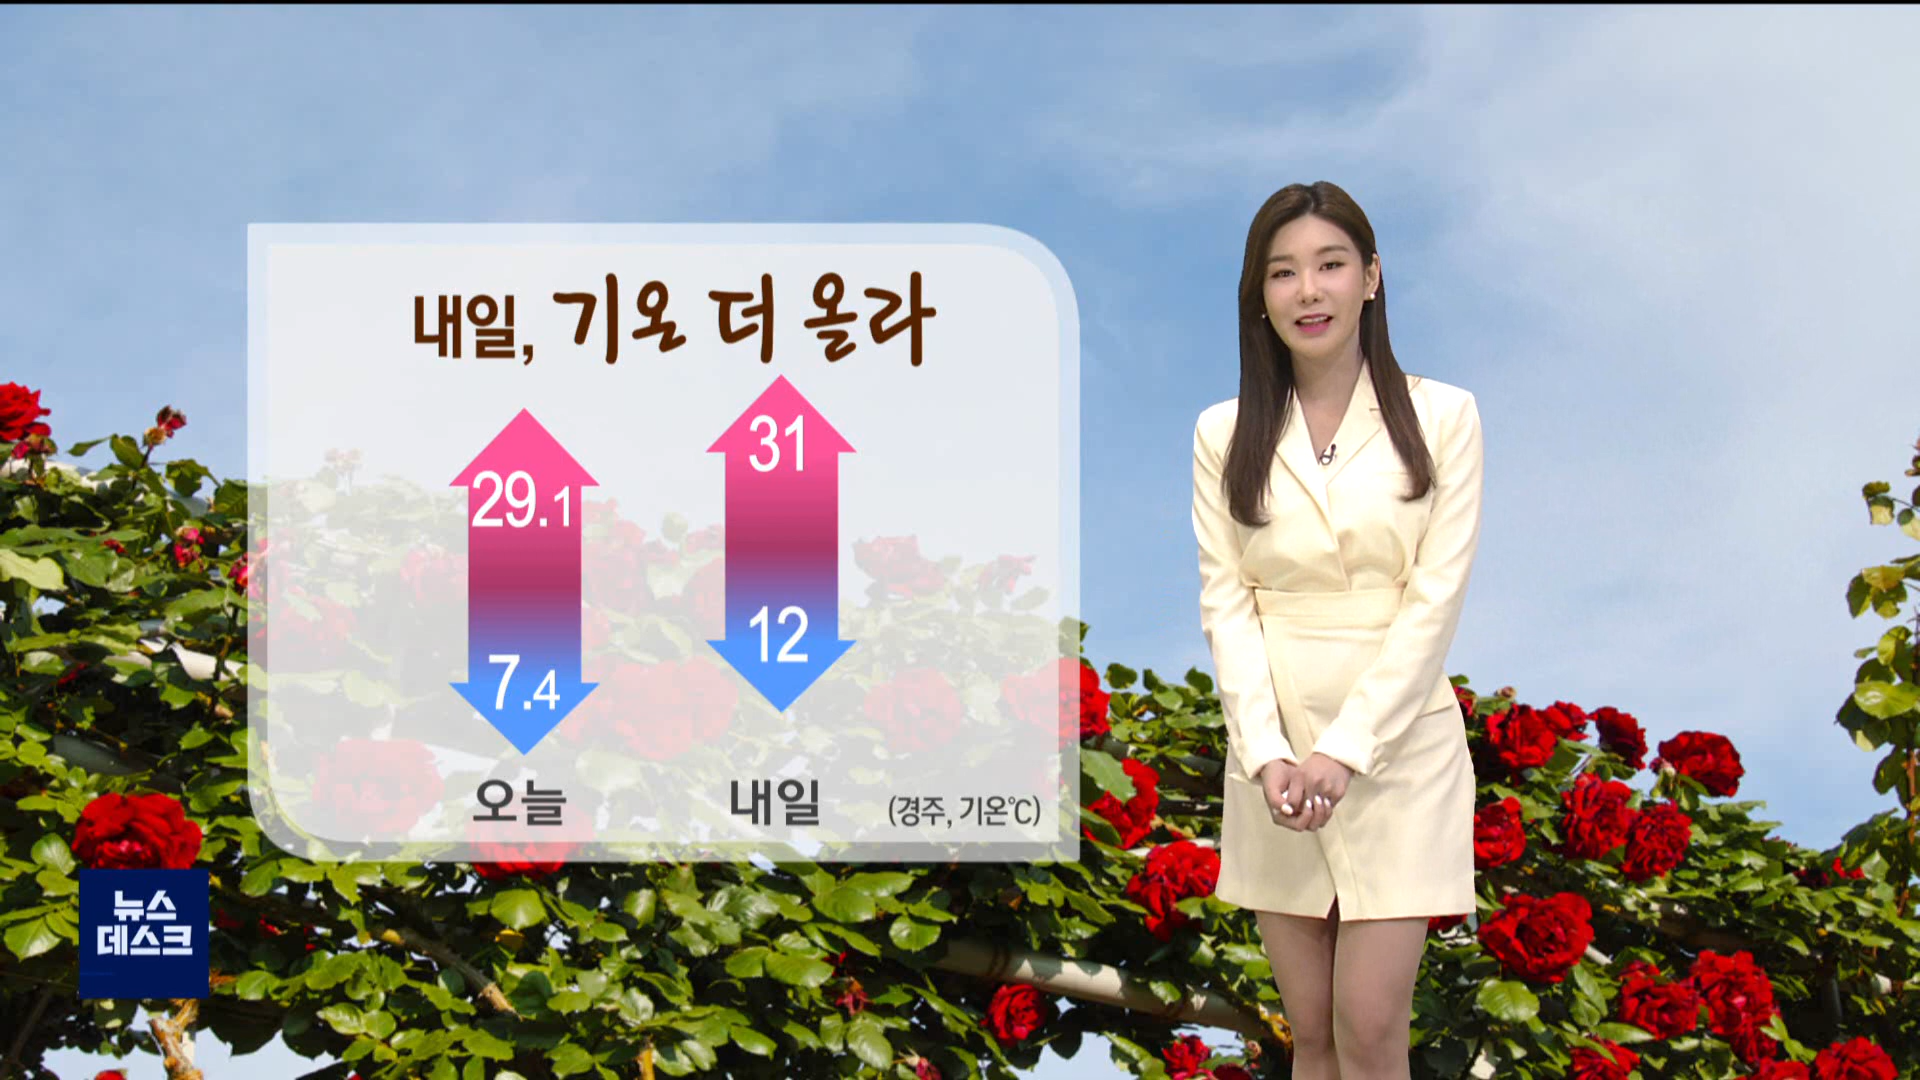 내일, 기온 더 올라
29.1
31
7.4
12
오늘
내일
(경주, 기온℃)
뉴스
데스크